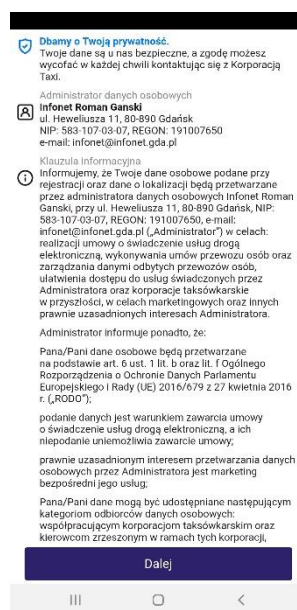 Dbamy o Twoją prywatność.
Twoje dane są u nas bezpieczne, a zgodę możesz
wycofać w każdej chwili kontaktując się z Korporacją
Taxi.
Administrator danych osobowych
Infonet Roman Ganski
ul. Heweliusza 11, 80-890 Gdańsk
NIP: 583-107-03-07, REGON: 191007650
e-mail: infonet@infonet.gda.pl
Klauzula informacyjna
Informujemy, że Twoje dane osobowe podane przy
rejestracji oraz dane o lokalizacji będą przetwarzane
przez administratora danych osobowych Infonet Roman
Ganski, przy ul. Heweliusza 11, 80-890 Gdańsk, NIP:
583-107-03-07, REGON: 191007650, e-mail:
infonet@infonet.gda.pl („Administrator”) w celach:
realizacji umowy o świadczenie usług drogą
elektroniczną, wykonywania umów przewozu osób oraz
zarządzania danymi odbytych przewozów osób,
ułatwienia dostępu do usług świadczonych przez
Administratora oraz korporacje taksówkarskie
w przyszłości, w celach marketingowych oraz innych
prawnie uzasadnionych interesach Administratora.
Administrator informuje ponadto, że:
Pana/Pani dane osobowe będą przetwarzane
na podstawie art. 6 ust. 1 lit. b oraz lit. f Ogólnego
Rozporządzenia o Ochronie Danych Parlamentu
Europejskiego i Rady (UE) 2016/679 z 27 kwietnia 2016
r. („RODO”);
podanie danych jest warunkiem zawarcia umowy
o świadczenie usług drogą elektroniczną, a ich
niepodanie uniemożliwia zawarcie umowy;
prawnie uzasadnionym interesem przetwarzania danych
osobowych przez Administratora jest marketing
bezpośredni jego usług;
Pana/Pani dane mogą być udostępniane następującym
kategoriom odbiorców danych osobowych:
współpracującym korporacjom taksówkarskim oraz
kierowcom zrzeszonym w ramach tych korporacji,
Dalej